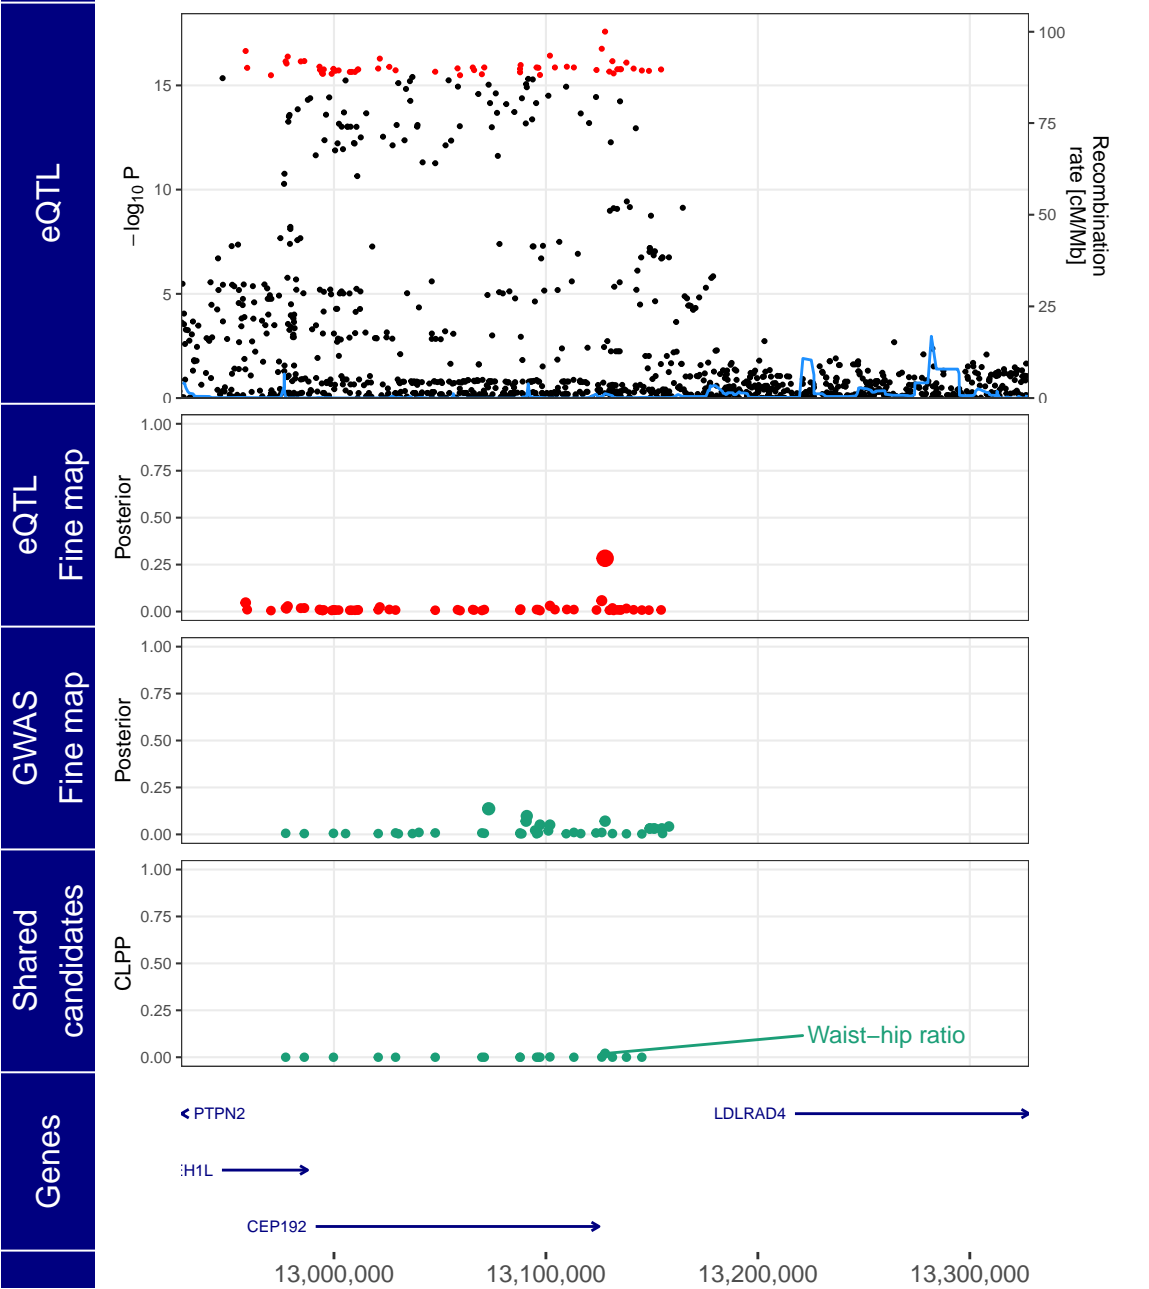 eQTL
−log10 P
15
10
5
0
100
75
50
25
0
Recombination
rate [cM/Mb]
eQTL
Fine map
Posterior
1.00
0.75
0.50
0.25
0.00
GWAS
Fine map
Posterior
1.00
0.75
0.50
0.25
0.00
Shared
candidates
CLPP
1.00
0.75
0.50
0.25
0.00
Waist−hip ratio
Genes
PTPN2
LDLRAD4
EH1L
CEP192
13,000,000
13,100,000
13,200,000
13,300,000